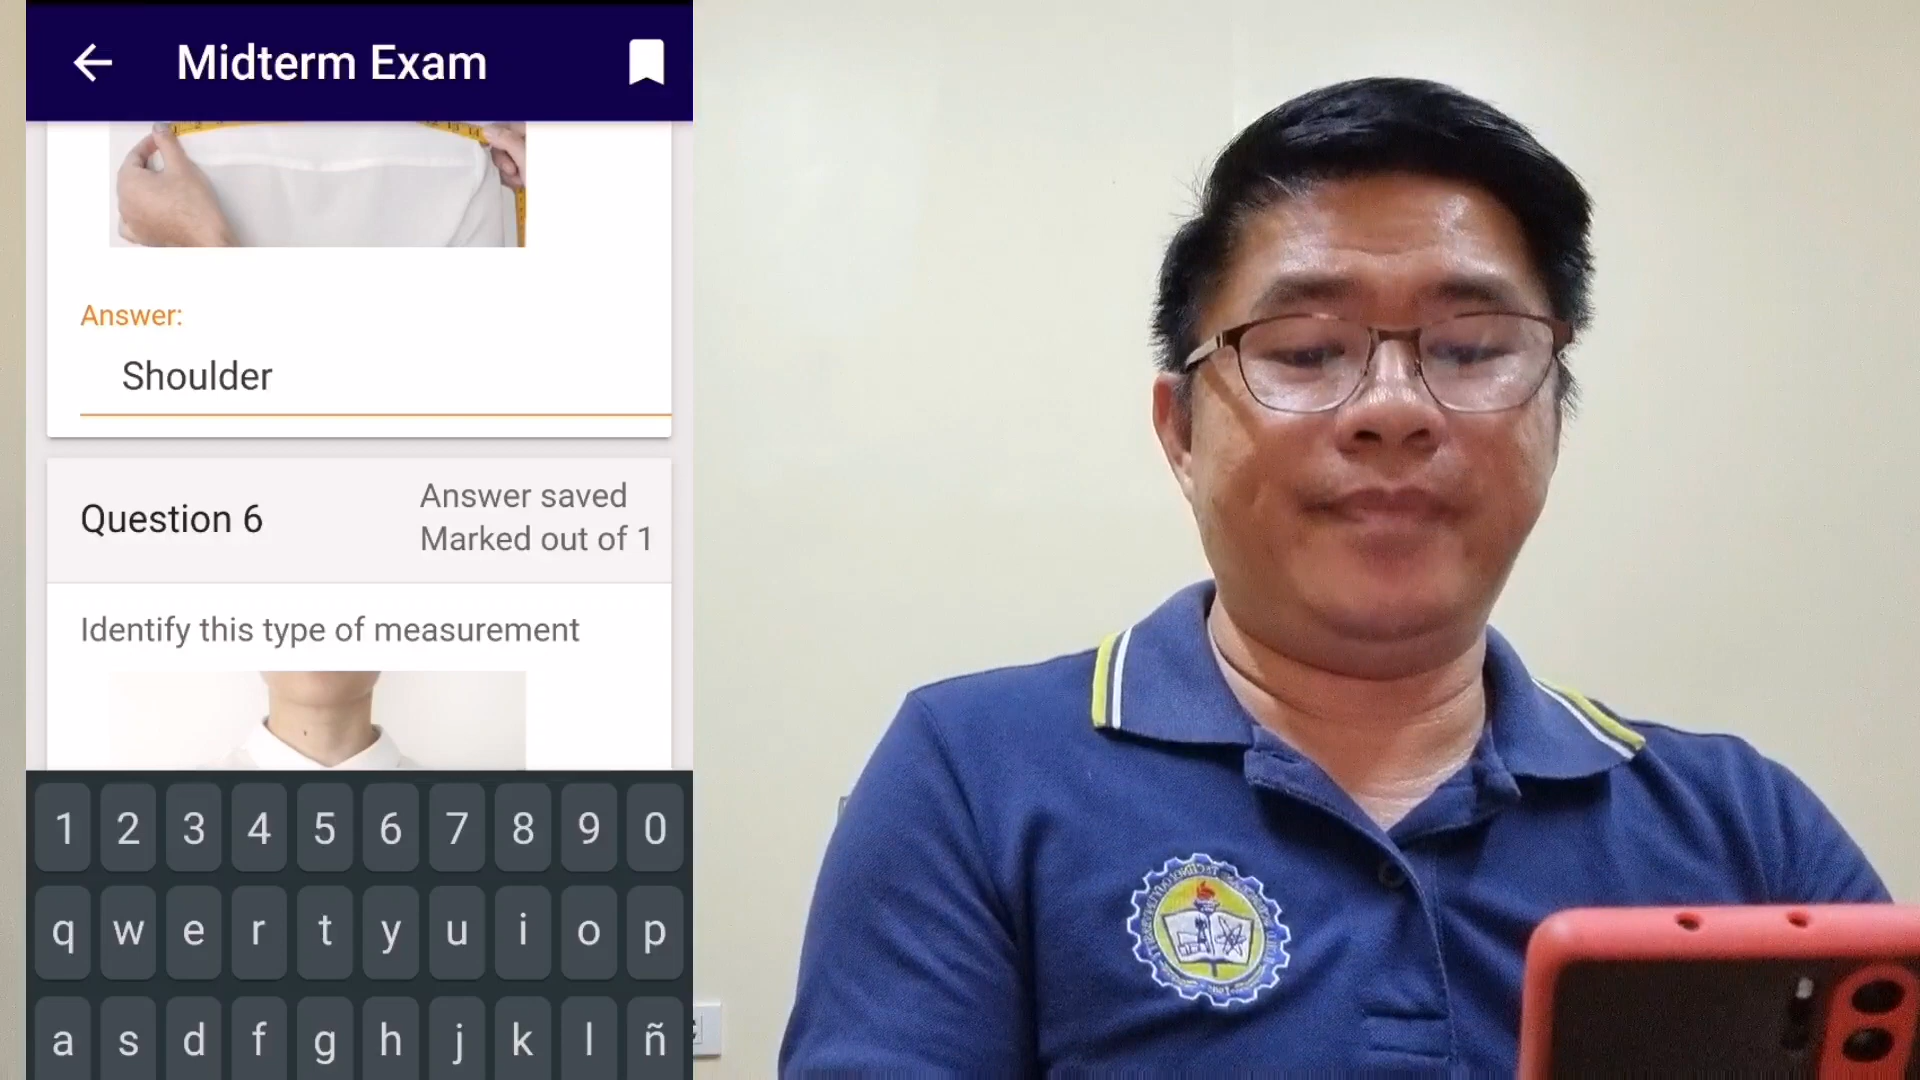 Midterm Exam
Answer:
Shoulder
Question 6
Answer saved
Marked out of 1
Identify this type of measurement
1 2 3 4 5 6 7 8 9 0
q w e r t y u i o p
a s d f g h j k l ñ